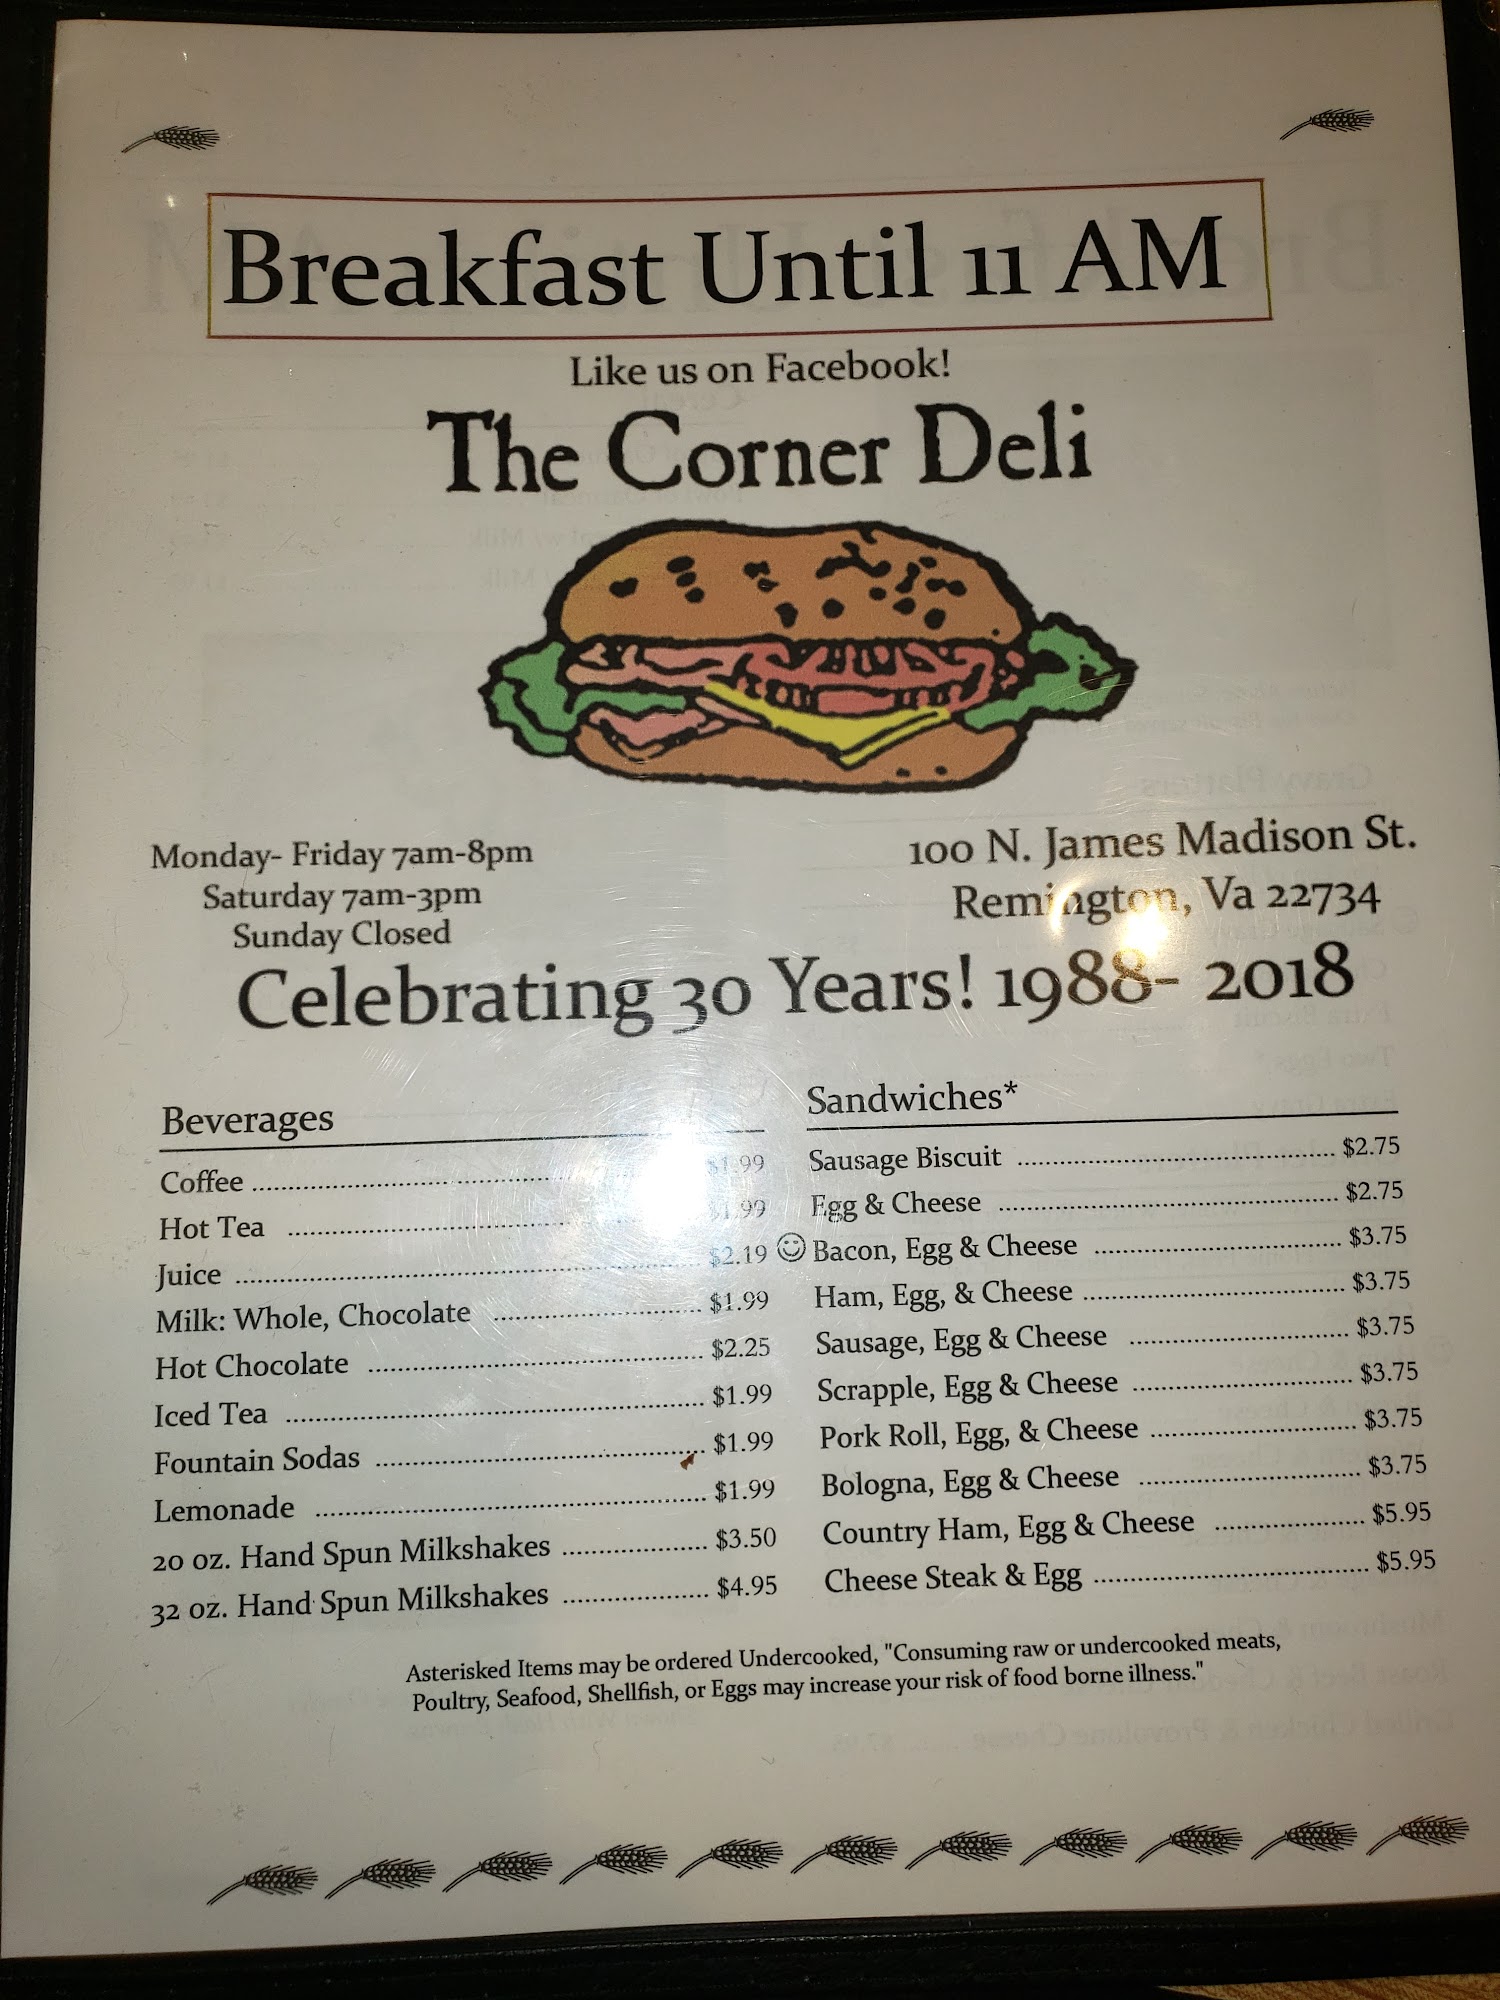 Breakfast Until 11 AM
Like us on Facebook!
The Corner Deli
Monday- Friday 7am-8pm
Saturday 7am-3pm
Sunday Closed
100 N. James Madison St.
Remington, Va 22734
Celebrating 30 Years! 1988- 2018
Beverages
Coffee ........ $1.99
Hot Tea ........ $1.99
Juice ........ $2.19
Milk: Whole, Chocolate ........ $1.99
Hot Chocolate ........ $2.25
Iced Tea ........ $1.99
Fountain Sodas ........ $1.99
Lemonade ........ $1.99
20 oz. Hand Spun Milkshakes ........ $3.50
32 oz. Hand Spun Milkshakes ........ $4.95
Sandwiches*
Sausage Biscuit ........ $2.75
Egg & Cheese ........ $2.75
☺ Bacon, Egg & Cheese ........ $3.75
Ham, Egg, & Cheese ........ $3.75
Sausage, Egg & Cheese ........ $3.75
Scrapple, Egg & Cheese ........ $3.75
Pork Roll, Egg, & Cheese ........ $3.75
Bologna, Egg & Cheese ........ $3.75
Country Ham, Egg & Cheese ........ $5.95
Cheese Steak & Egg ........ $5.95
Asterisked Items may be ordered Undercooked, "Consuming raw or undercooked meats,
Poultry, Seafood, Shellfish, or Eggs may increase your risk of food borne illness."